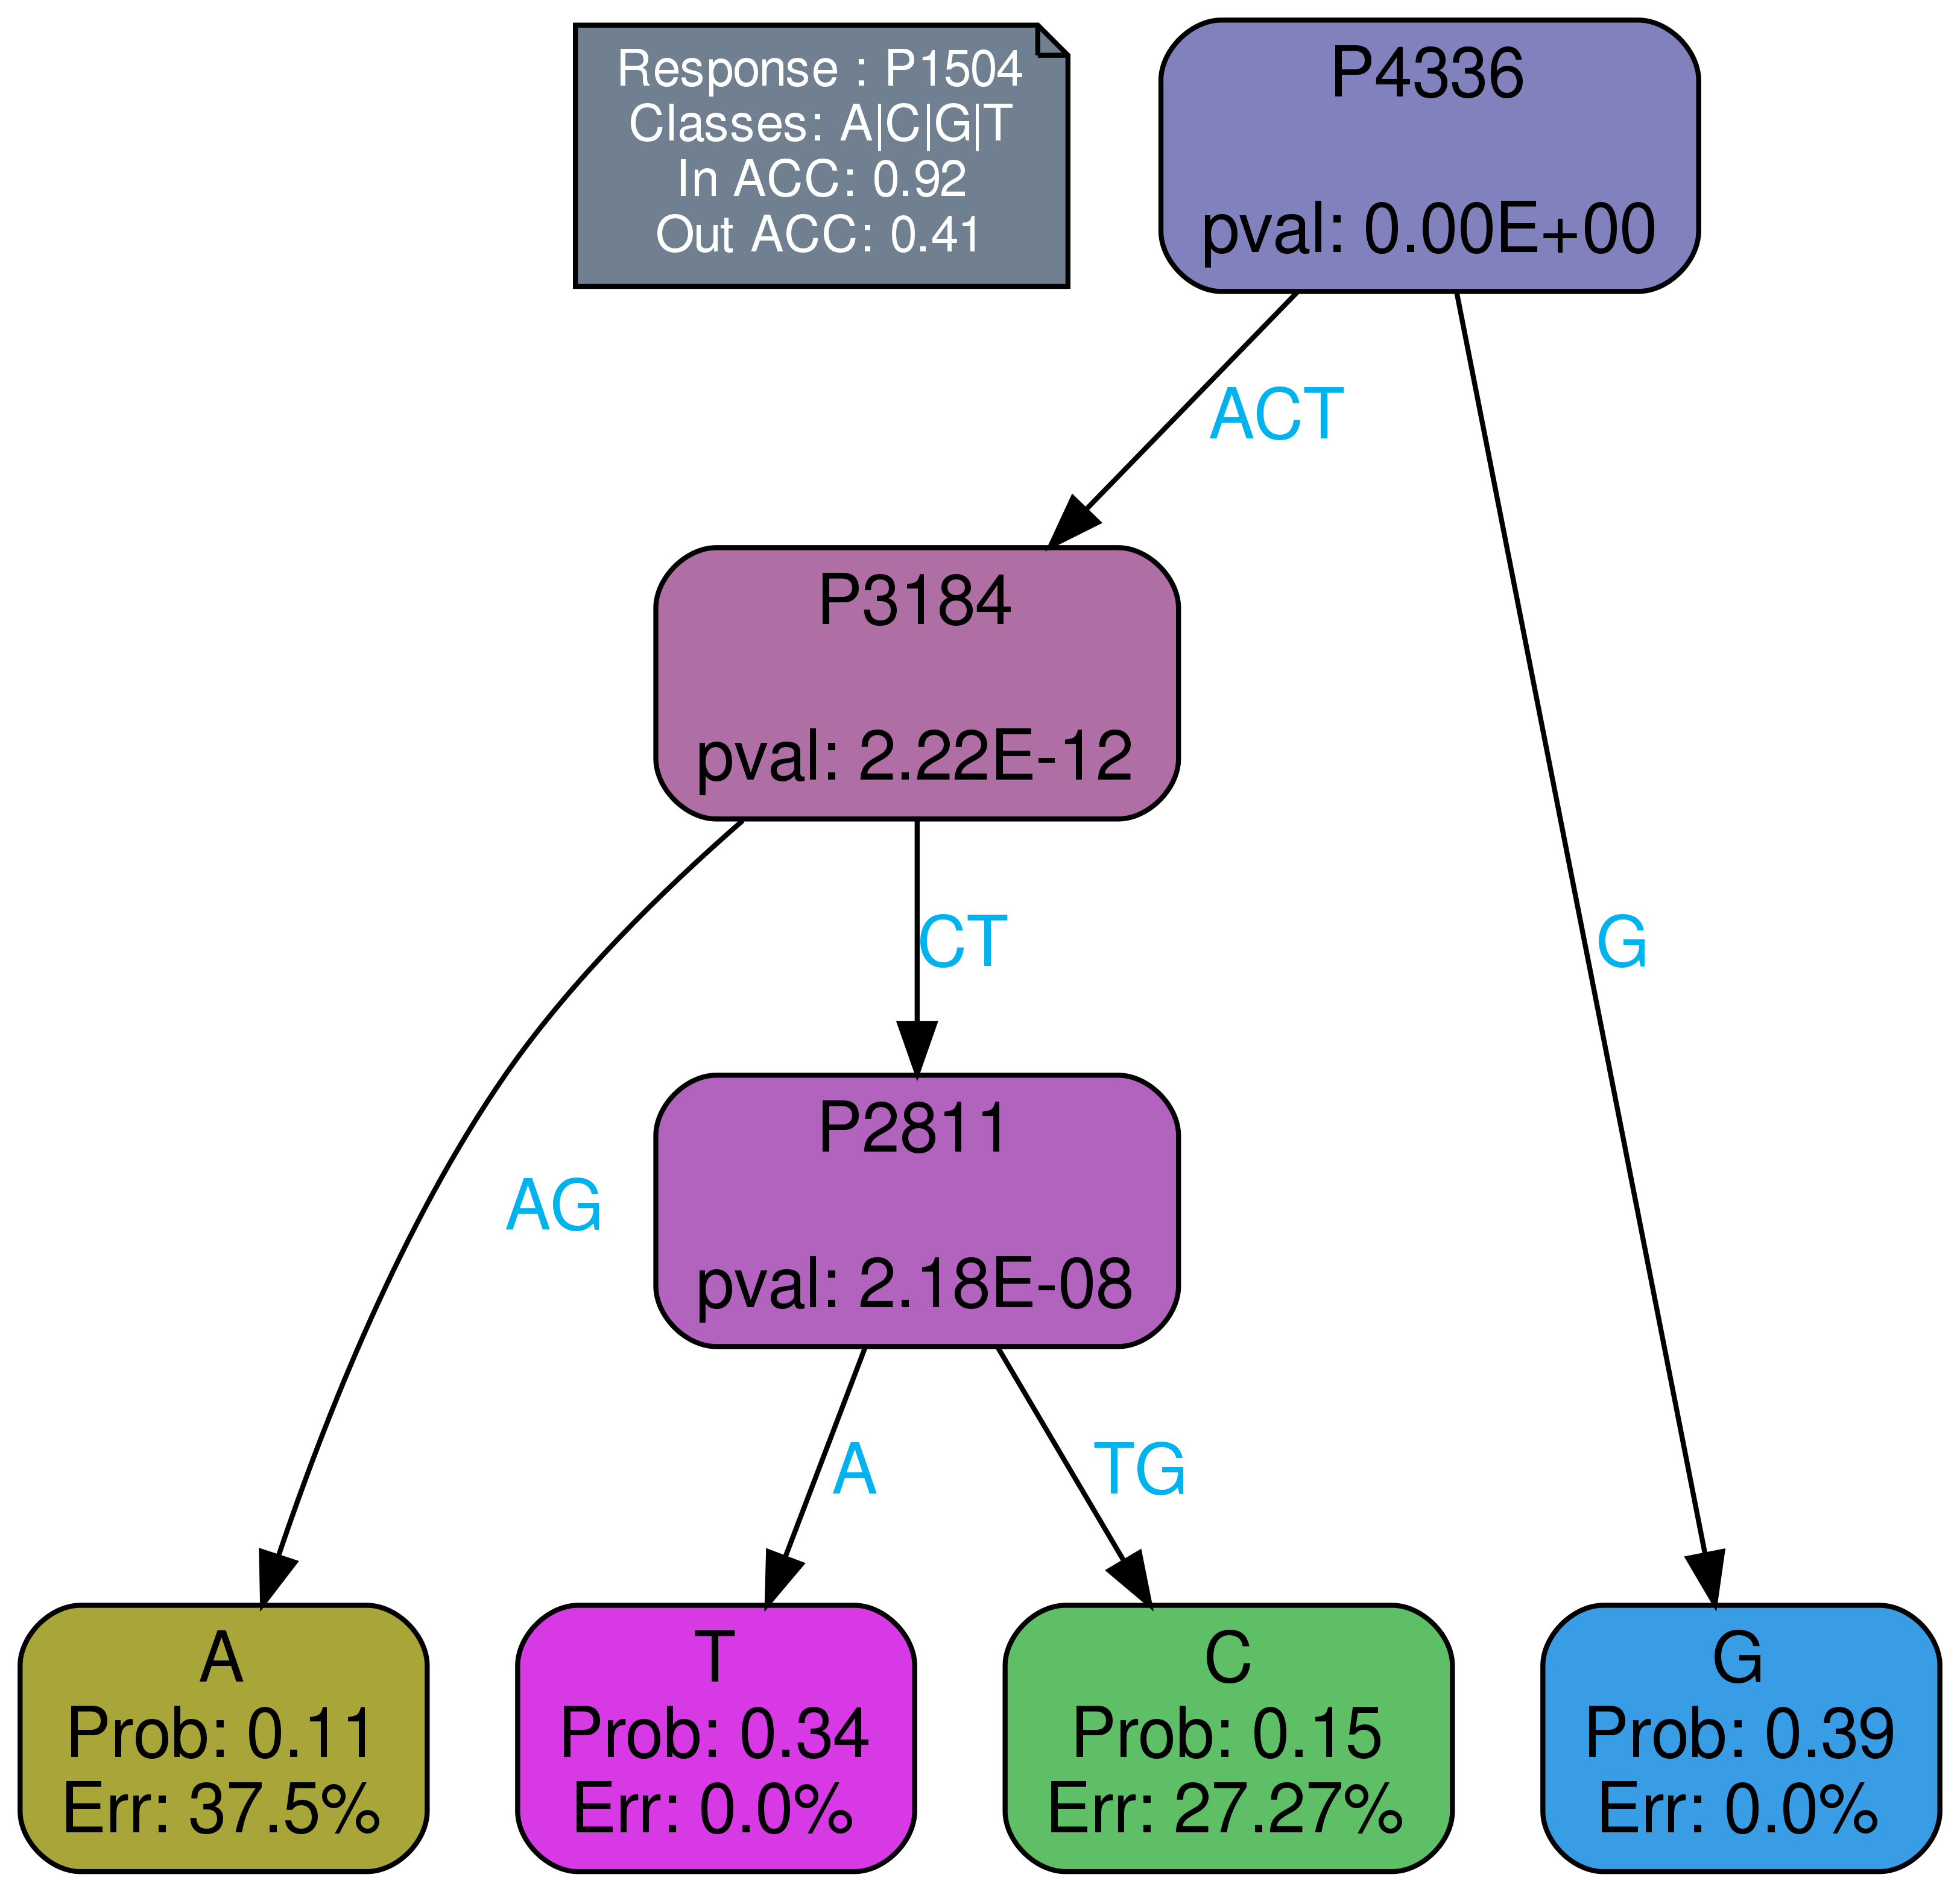 Response : P1504
Classes: A|C|G|T
In ACC: 0.92
Out ACC: 0.41
P4336
pval: 0.00E+00
ACT
P3184
pval: 2.22E-12
CT
G
P2811
pval: 2.18E-08
AG
A
TG
A
Prob: 0.11
Err: 37.5%
T
Prob: 0.34
Err: 0.0%
C
Prob: 0.15
Err: 27.27%
G
Prob: 0.39
Err: 0.0%